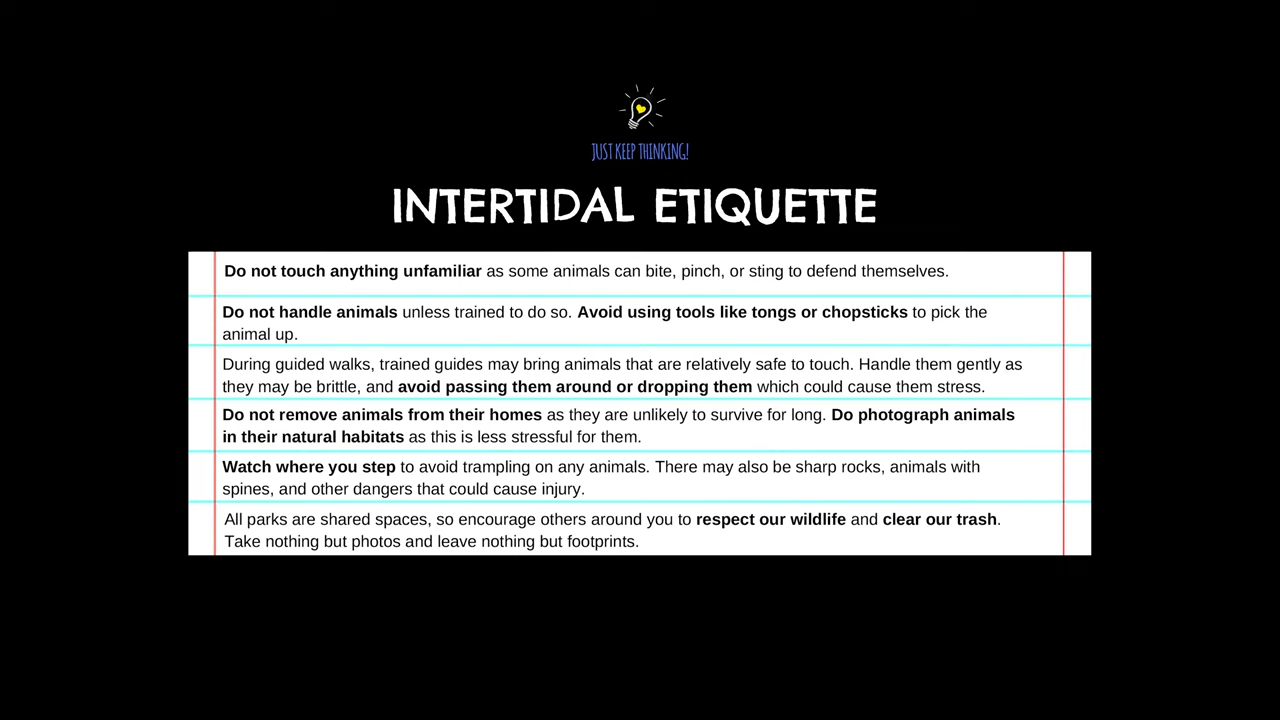 JUST KEEP THINKING!
INTERTIDAL ETIQUETTE
Do not touch anything unfamiliar as some animals can bite, pinch, or sting to defend themselves.
Do not handle animals unless trained to do so. Avoid using tools like tongs or chopsticks to pick the
animal up.
During guided walks, trained guides may bring animals that are relatively safe to touch. Handle them gently as
they may be brittle, and avoid passing them around or dropping them which could cause them stress.
Do not remove animals from their homes as they are unlikely to survive for long. Do photograph animals
in their natural habitats as this is less stressful for them.
Watch where you step to avoid trampling on any animals. There may also be sharp rocks, animals with
spines, and other dangers that could cause injury.
All parks are shared spaces, so encourage others around you to respect our wildlife and clear our trash.
Take nothing but photos and leave nothing but footprints.